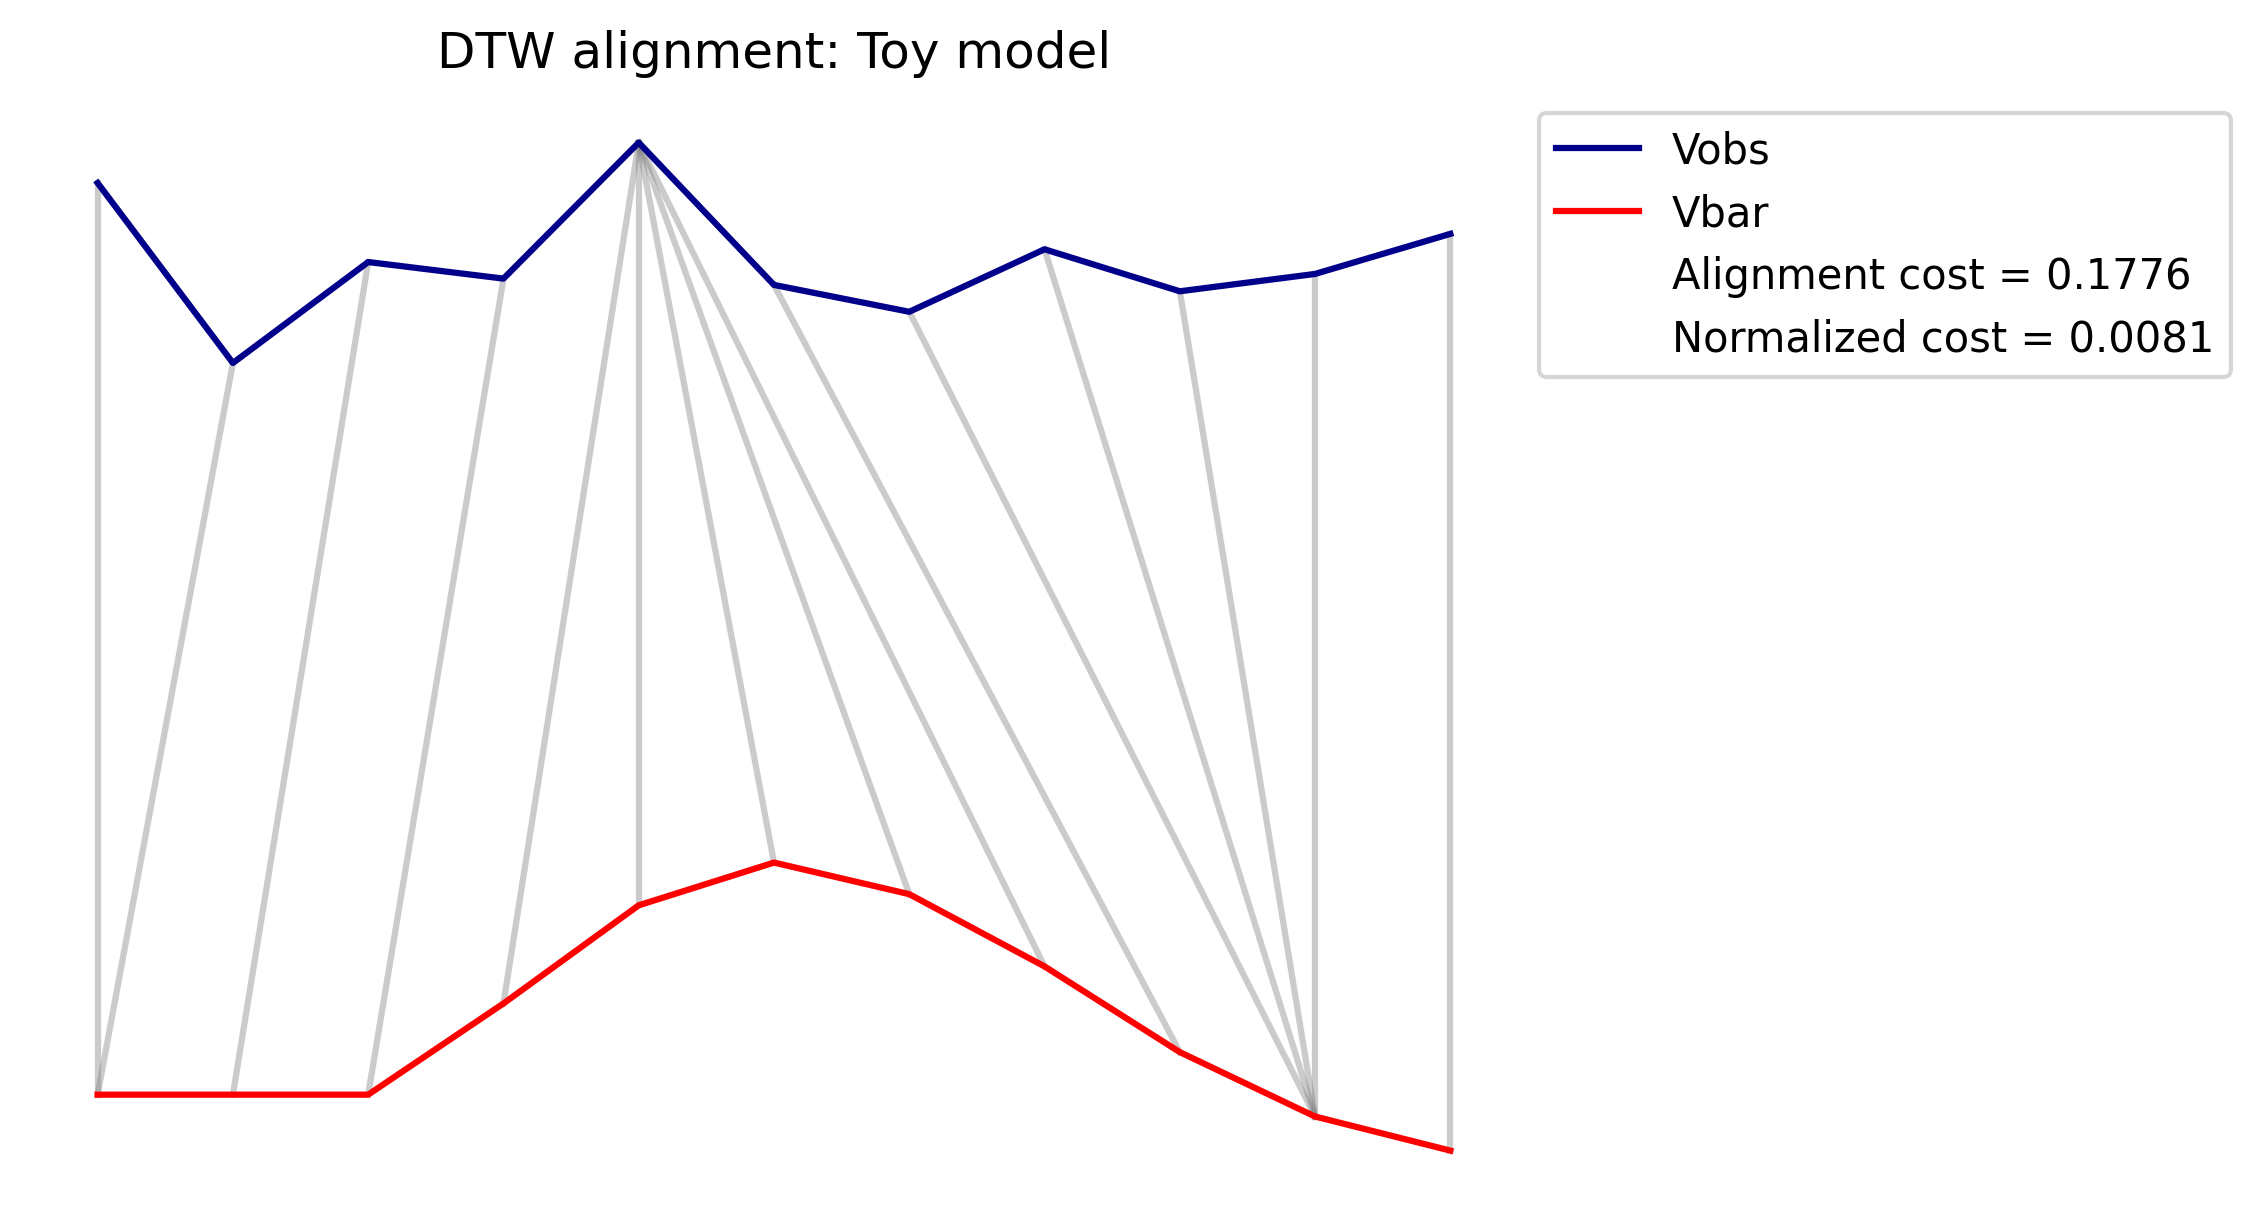 DTW alignment: Toy model
Vobs
Vbar
Alignment cost = 0.1776
Normalized cost = 0.0081